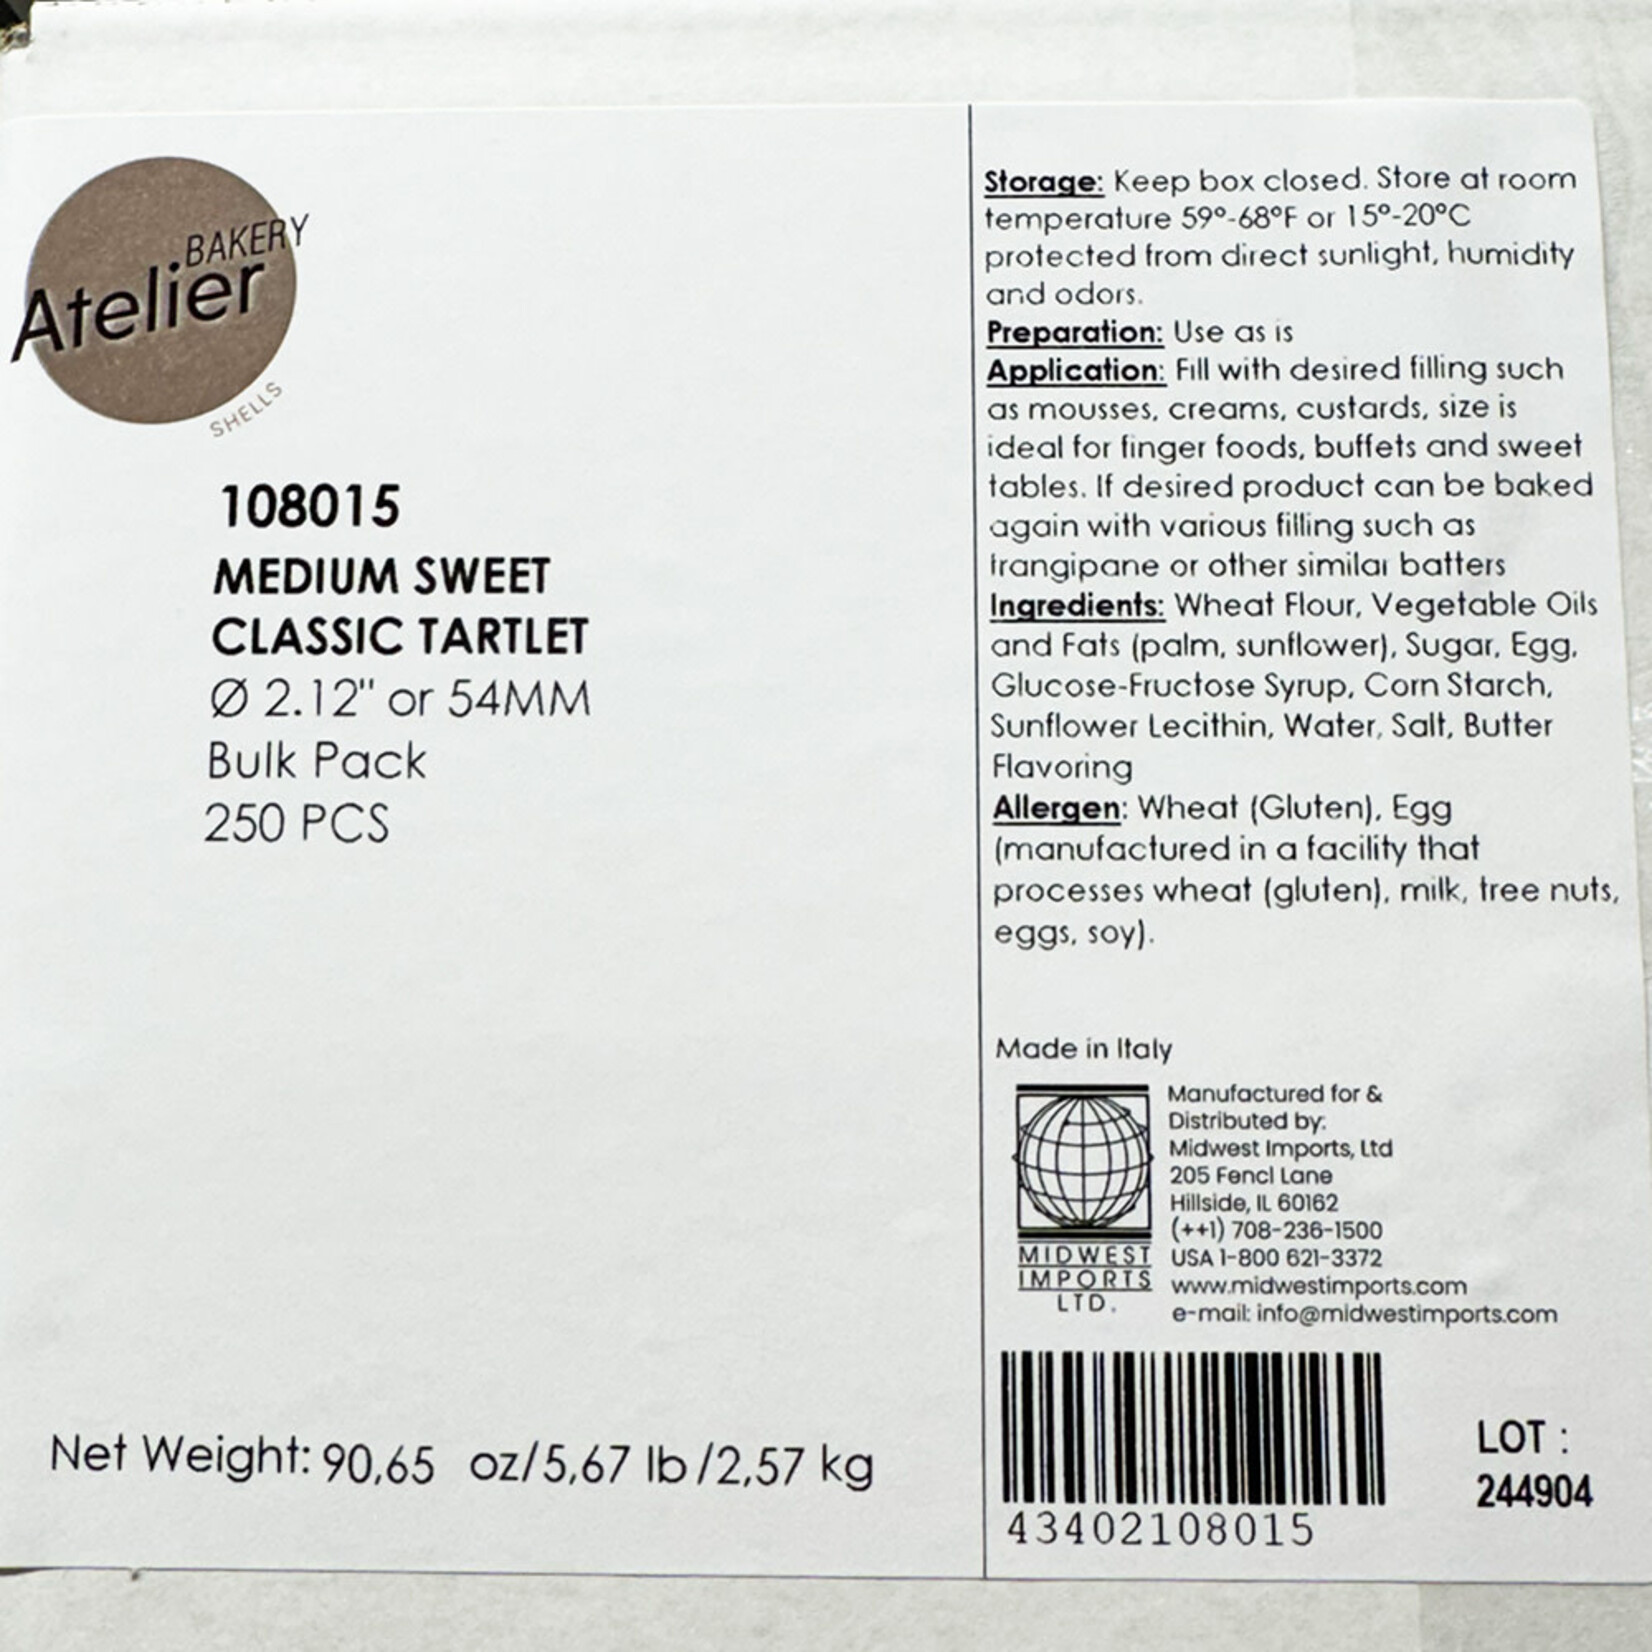 BAKERY
Atelier
SHELLS
108015
MEDIUM SWEET
CLASSIC TARTLET
Ø 2.12" or 54MM
Bulk Pack
250 PCS
Net Weight: 90,65 oz/5,67 lb/2,57 kg
Storage: Keep box closed. Store at room
temperature 59°-68°F or 15°-20°C
protected from direct sunlight, humidity
and odors.
Preparation: Use as is
Application: Fill with desired filling such
as mousses, creams, custards, size is
ideal for finger foods, buffets and sweet
tables. If desired product can be baked
again with various filling such as
frangipane or other similar batters
Ingredients: Wheat Flour, Vegetable Oils
and Fats (palm, sunflower), Sugar, Egg,
Glucose-Fructose Syrup, Corn Starch,
Sunflower Lecithin, Water, Salt, Butter
Flavoring
Allergen: Wheat (Gluten), Egg
(manufactured in a facility that
processes wheat (gluten), milk, tree nuts,
eggs, soy).
Made in Italy
MIDWEST
IMPORTS
LTD.
Manufactured for &
Distributed by:
Midwest Imports, Ltd
205 Fencl Lane
Hillside, IL 60162
(++1) 708-236-1500
USA 1-800 621-3372
www.midwestimports.com
e-mail: info@midwestimports.com
43402108015
LOT :
244904